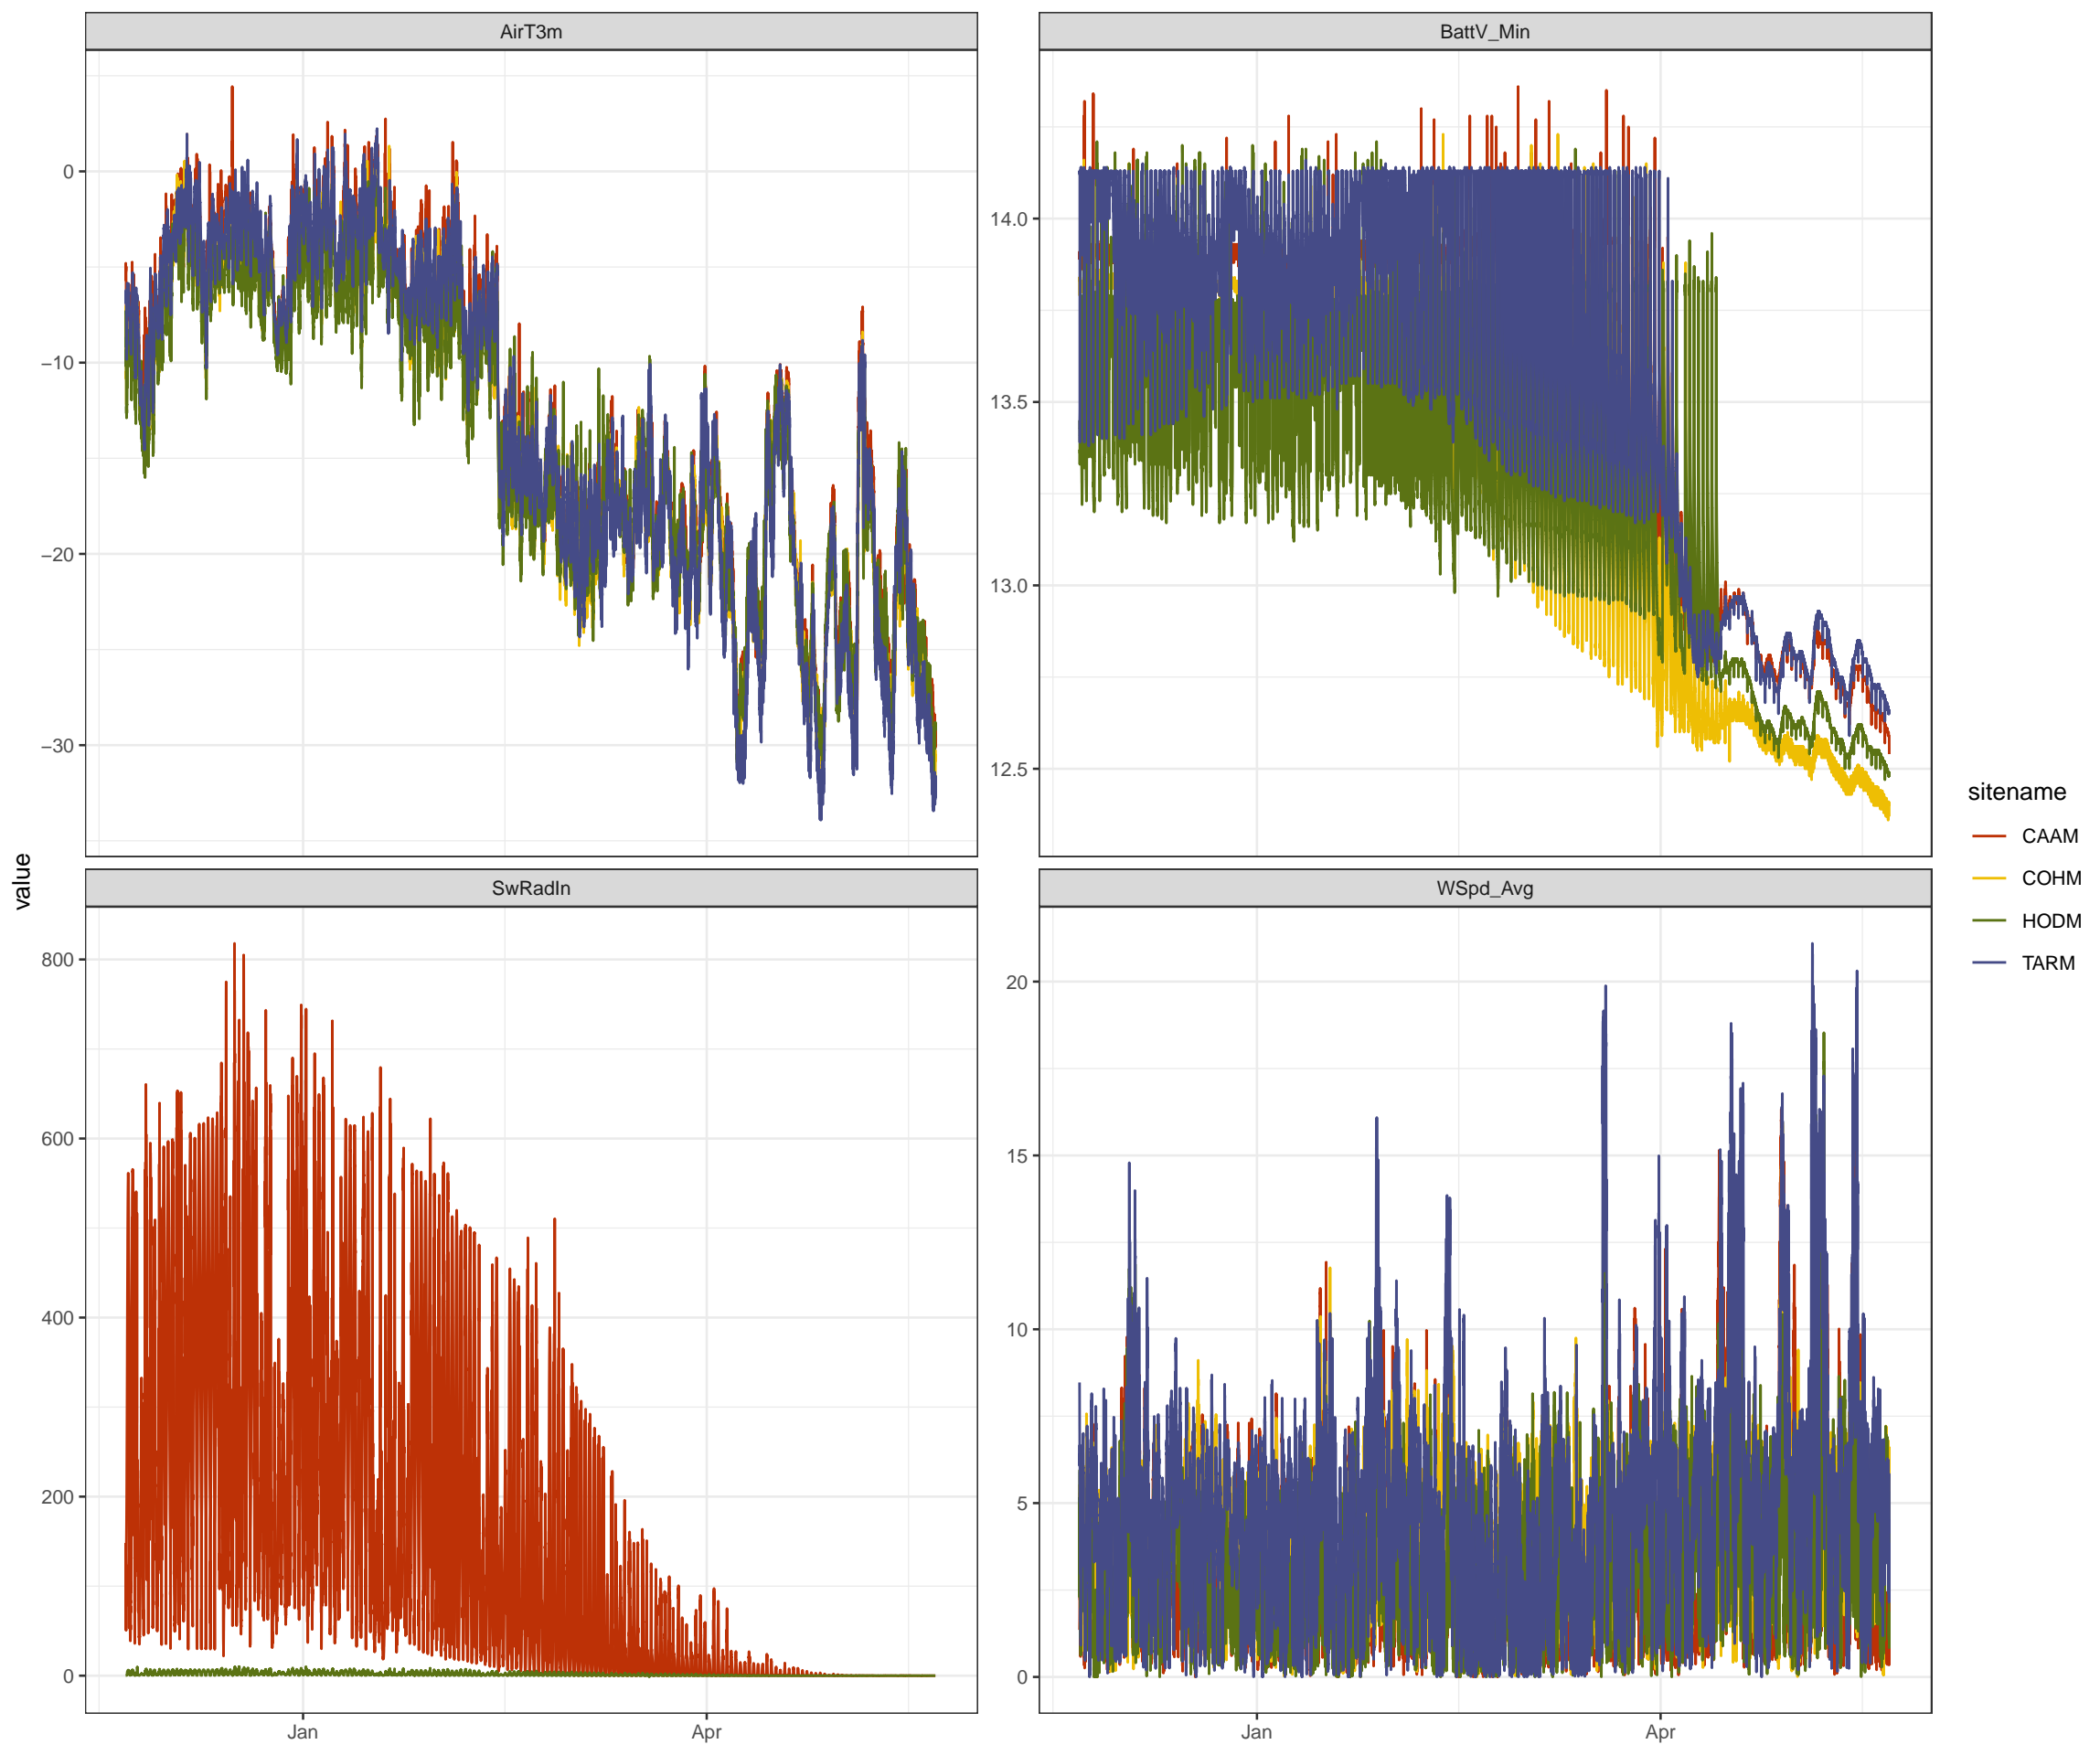 AirT3m
BattV_Min
0
−10
−20
−30
14.0
13.5
13.0
12.5
value
SwRadIn
WSpd_Avg
800
600
400
200
0
20
15
10
5
0
Jan
Apr
Jan
Apr
sitename
CAAM
COHM
HODM
TARM